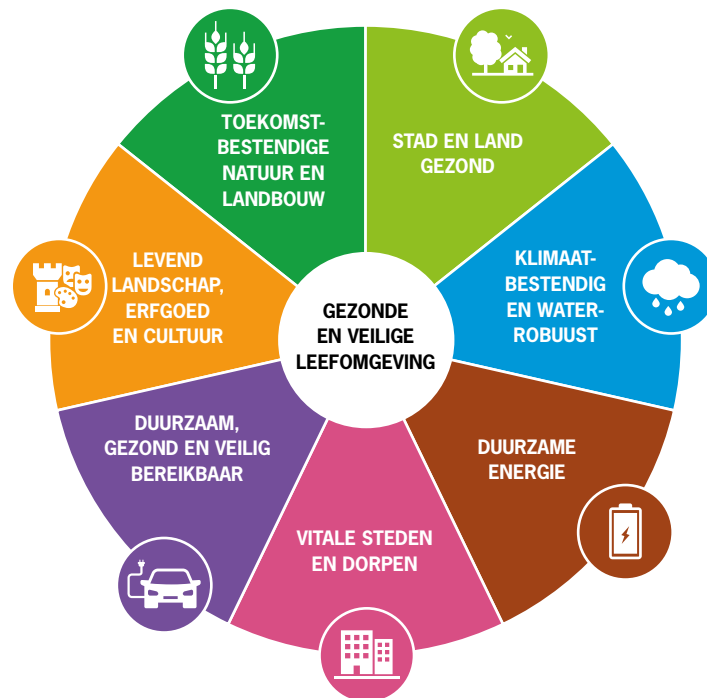 TOEKOMST-
BESTENDIGE
NATUUR EN
LANDBOUW
STAD EN LAND
GEZOND
KLIMAAT-
BESTENDIG
EN WATER-
ROBUUST
DUURZAME
ENERGIE
VITALE STEDEN
EN DORPEN
DUURZAAM,
GEZOND EN VEILIG
BEREIKBAAR
LEVEND
LANDSCHAP,
ERFGOED
EN CULTUUR
GEZONDE
EN VEILIGE
LEEFOMGEVING